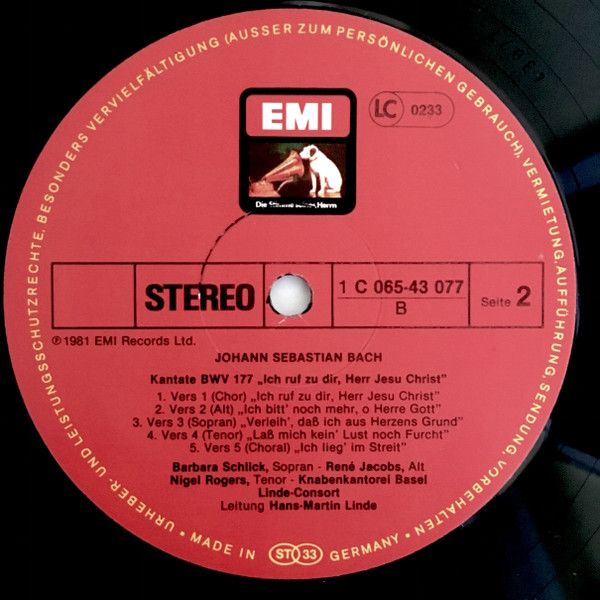 URHEBER- UND LEISTUNGSSCHUTZRECHTE, BESONDERS VERVIELFÄLTIGUNG (AUSSER ZUM PERSÖNLICHEN GEBRAUCH), VERMIETUNG, AUFFÜHRUNG, SENDUNG, VORBEHALTEN
EMI
LC 0233
Die Stimme seines Herrn
STEREO
1 C 065-43 077
B
Seite 2
℗ 1981 EMI Records Ltd.
JOHANN SEBASTIAN BACH
Kantate BWV 177 „Ich ruf zu dir, Herr Jesu Christ“
1. Vers 1 (Chor) „Ich ruf zu dir, Herr Jesu Christ“
2. Vers 2 (Alt) „Ich bitt' noch mehr, o Herre Gott“
3. Vers 3 (Sopran) „Verleih', daß ich aus Herzens Grund“
4. Vers 4 (Tenor) „Laß mich kein' Lust noch Furcht“
5. Vers 5 (Choral) „Ich lieg' im Streit“
Barbara Schlick, Sopran - René Jacobs, Alt
Nigel Rogers, Tenor - Knabenkantorei Basel
Linde-Consort
Leitung Hans-Martin Linde
• MADE IN ST 33 GERMANY •